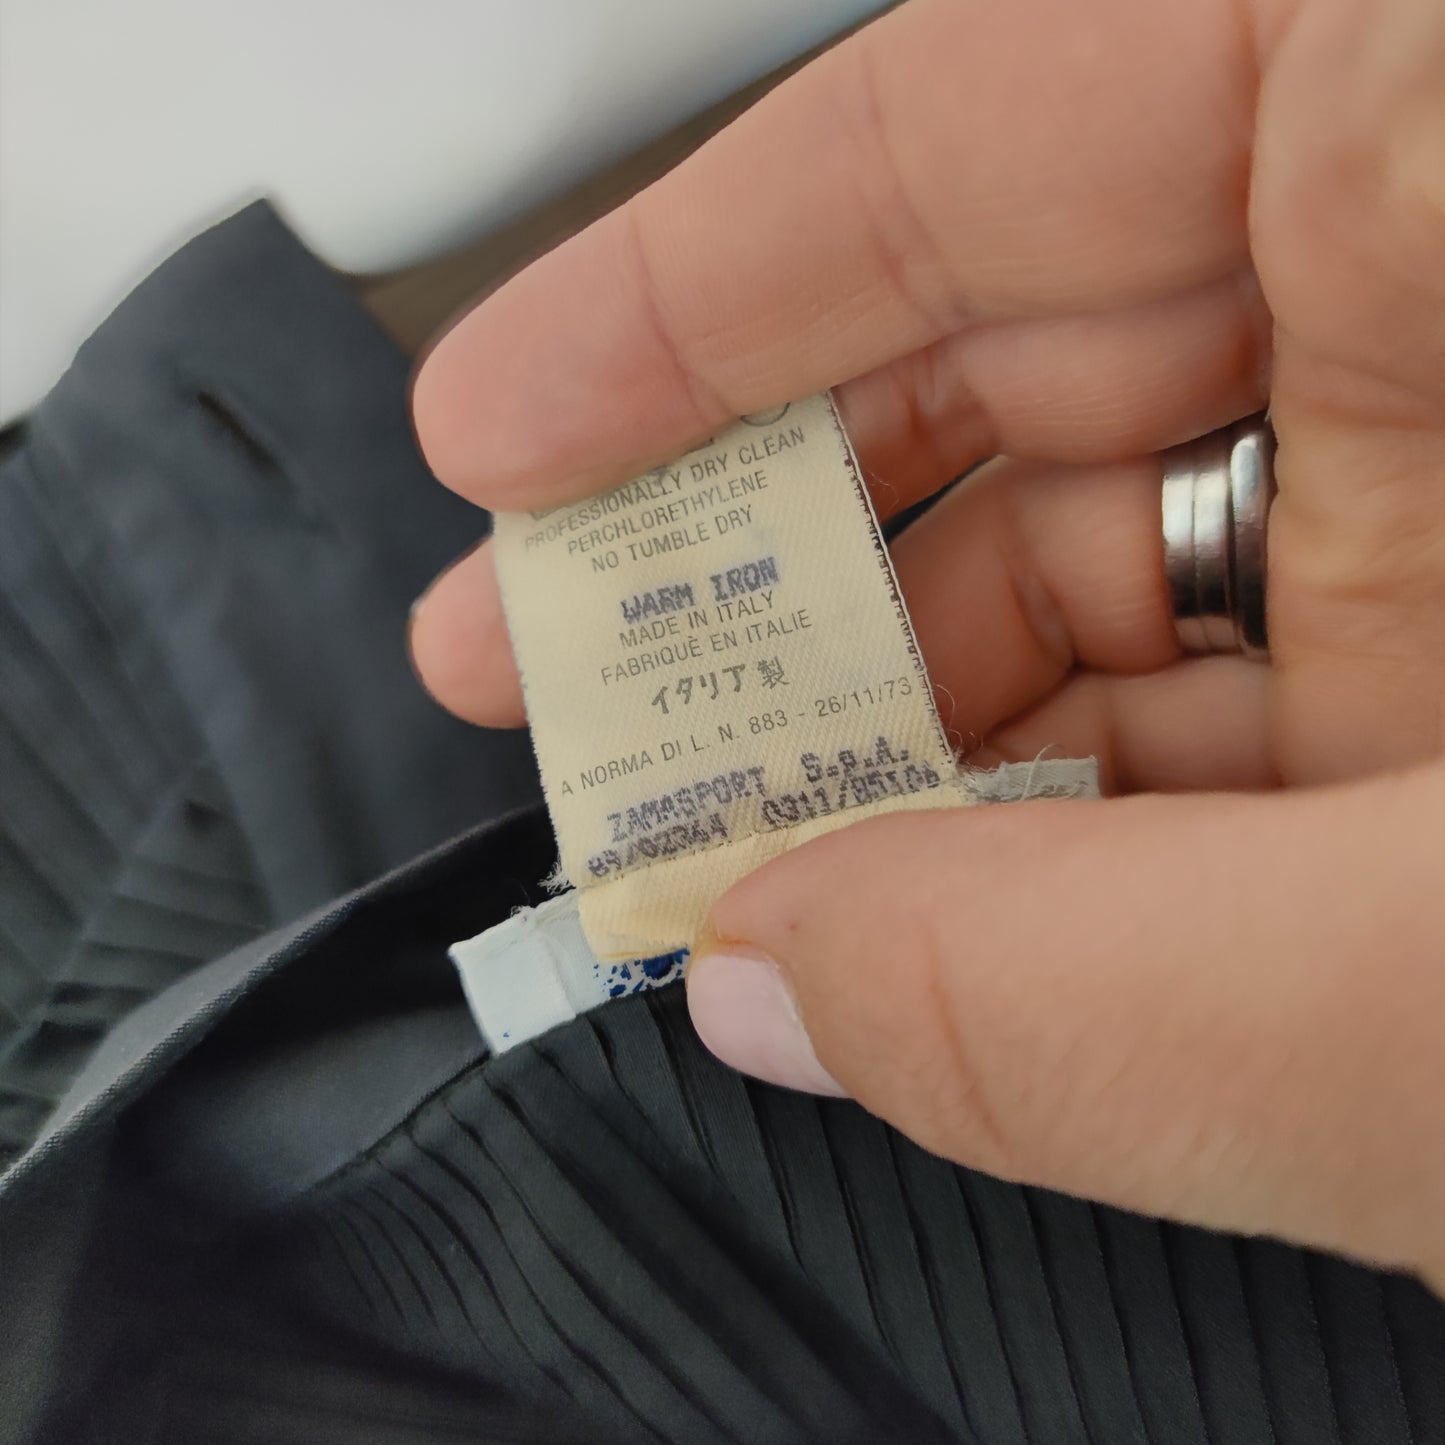 PROFESSIONALLY DRY CLEAN
PERCHLORETHYLENE
NO TUMBLE DRY
WARM IRON
MADE IN ITALY
FABRIQUÈ EN ITALIE
イタリア製
A NORMA DI L. N. 883 - 26/11/73
ZAMASPORT S.P.A.